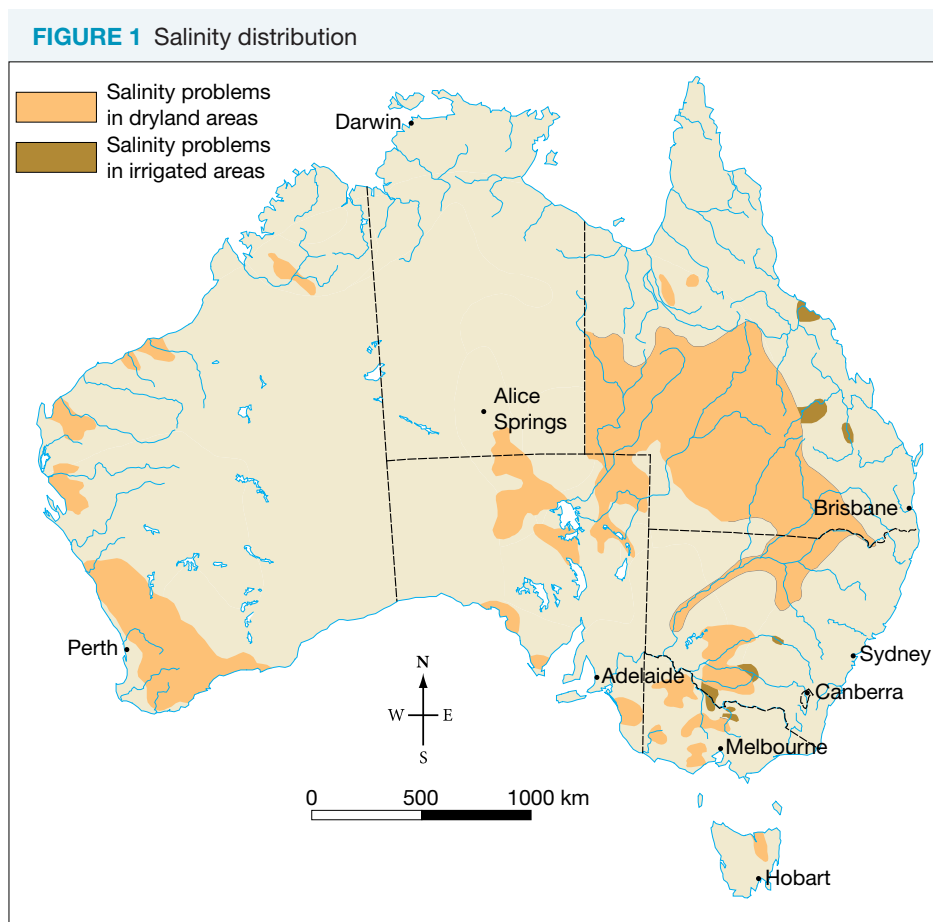 FIGURE 1 Salinity distribution
Salinity problems
in dryland areas
Salinity problems
in irrigated areas
Darwin
Alice
Springs
Brisbane
Perth
Sydney
Adelaide
Canberra
N
W E
S
Melbourne
0 500 1000 km
Hobart